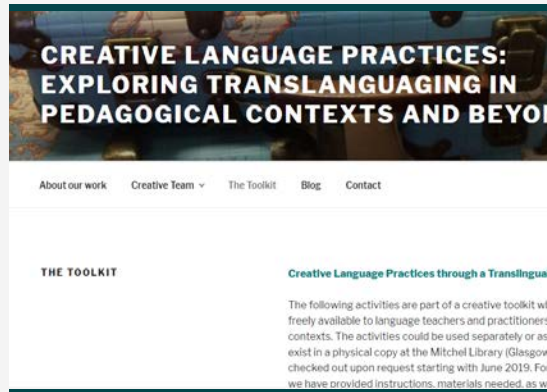 CREATIVE LANGUAGE PRACTICES:
EXPLORING TRANSLANGUAGING IN
PEDAGOGICAL CONTEXTS AND BEYO
About our work Creative Team The Toolkit Blog Contact
THE TOOLKIT
Creative Language Practices through a Translingua
The following activities are part of a creative toolkit wh
freely available to language teachers and practitioners
contexts. The activities could be used separately or as
exist in a physical copy at the Mitchel Library (Glasgow
checked out upon request starting with June 2019. For
we have provided instructions, materials needed, as w